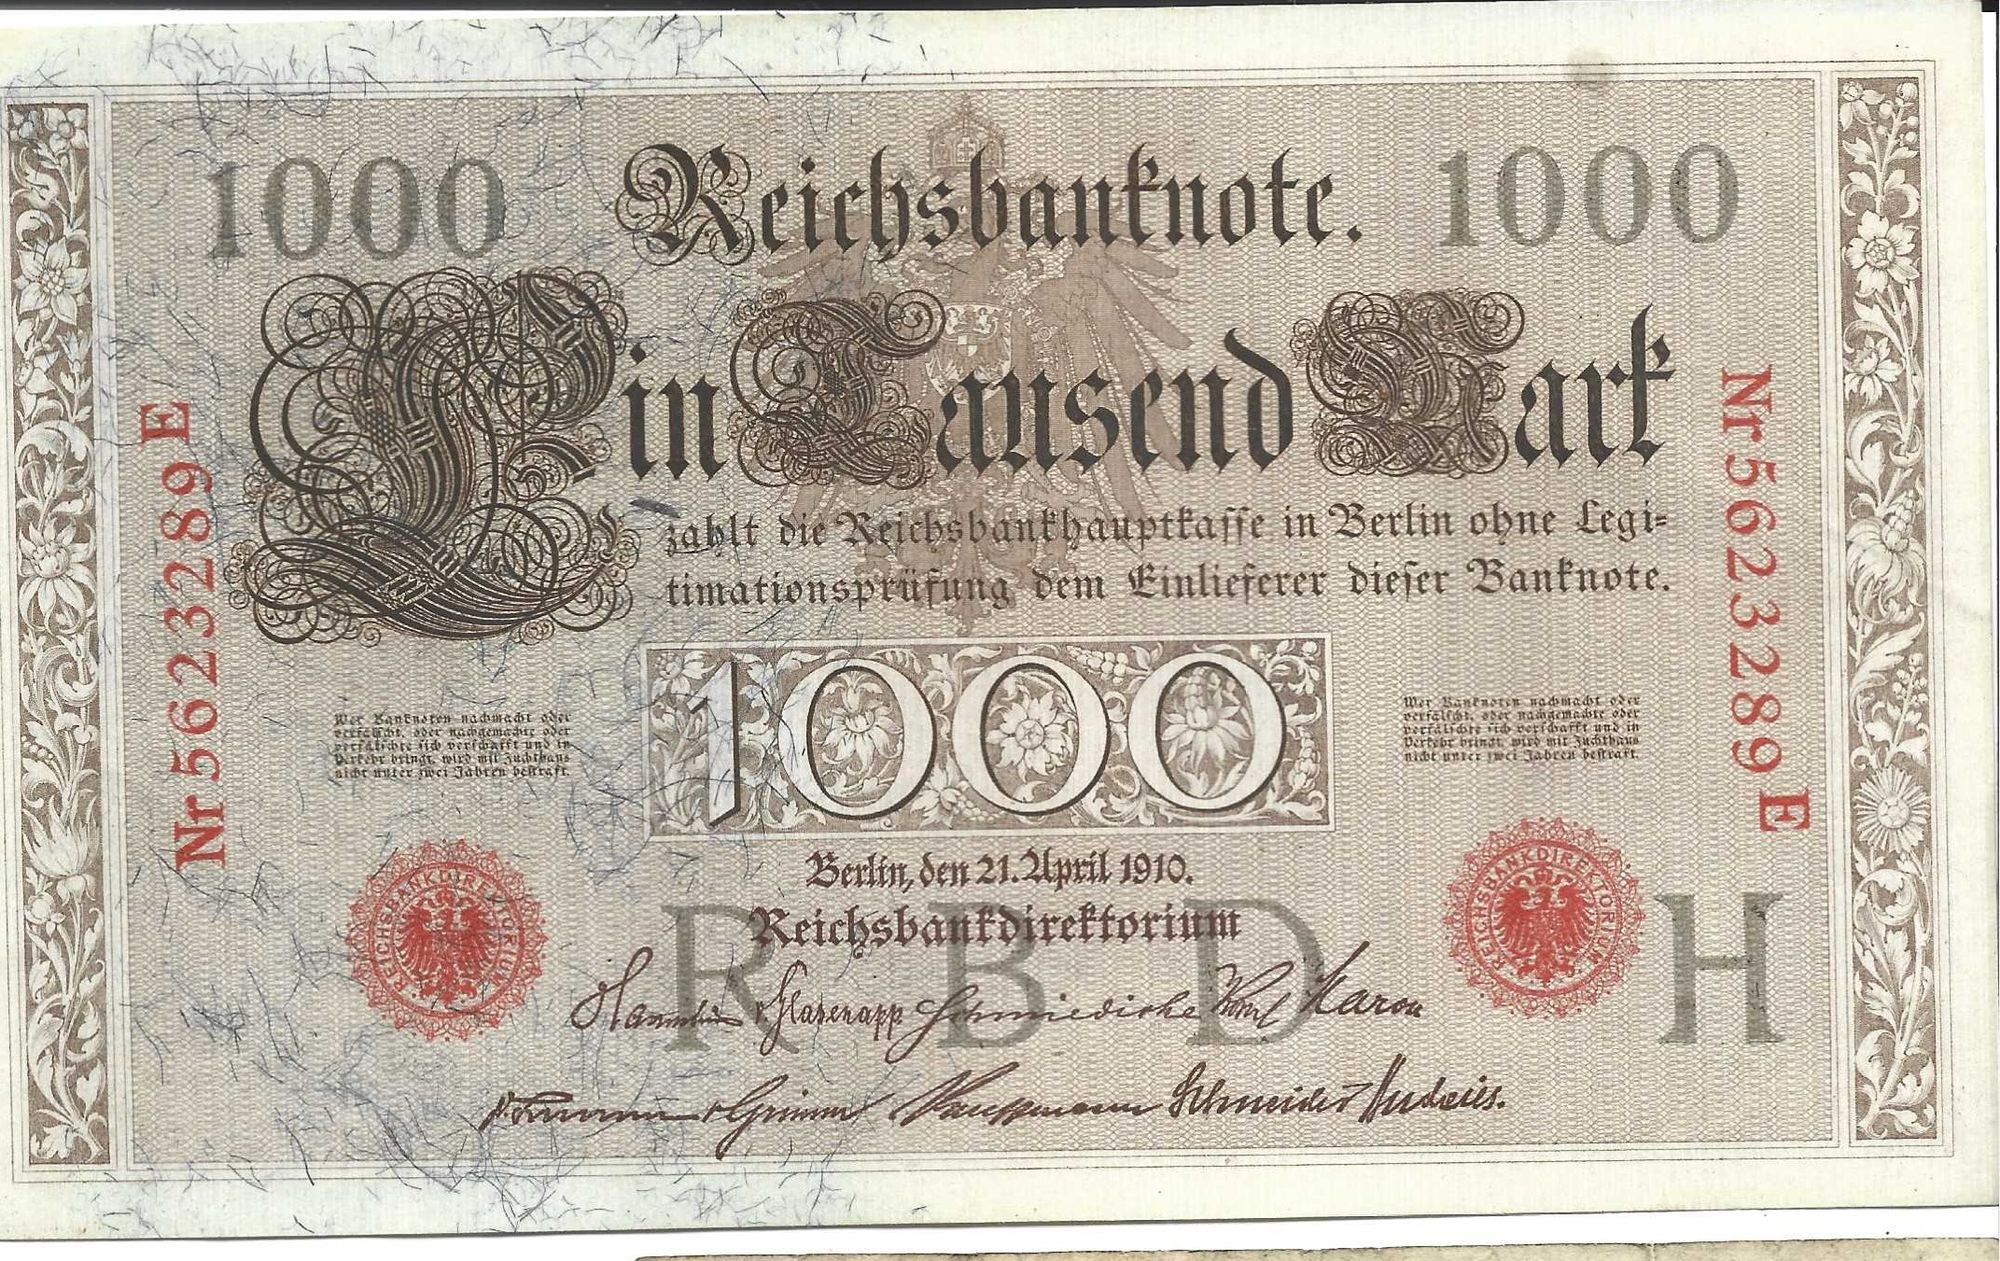 1000 Reichsbanknote. 1000
Ein Tausend Mark
zahlt die Reichsbankhauptkasse in Berlin ohne Legi=
timationsprüfung dem Einlieferer dieser Banknote.
Nr 5623289 E
Nr 5623289 E
1000
Wer Banknoten nachmacht oder
verfälscht, oder nachgemachte oder
verfälschte sich verschafft und in
Verkehr bringt, wird mit Zuchthaus
nicht unter zwei Jahren bestraft.
Wer Banknoten nachmacht oder
verfälscht, oder nachgemachte oder
verfälschte sich verschafft und in
Verkehr bringt, wird mit Zuchthaus
nicht unter zwei Jahren bestraft.
Berlin, den 21. April 1910.
Reichsbankdirektorium
R B D H
REICHSBANKDIREKTORIUM
REICHSBANKDIREKTORIUM
v. Glasenapp Schmiedicke Korn Maron
v. Grimm Kauffmann Schneider